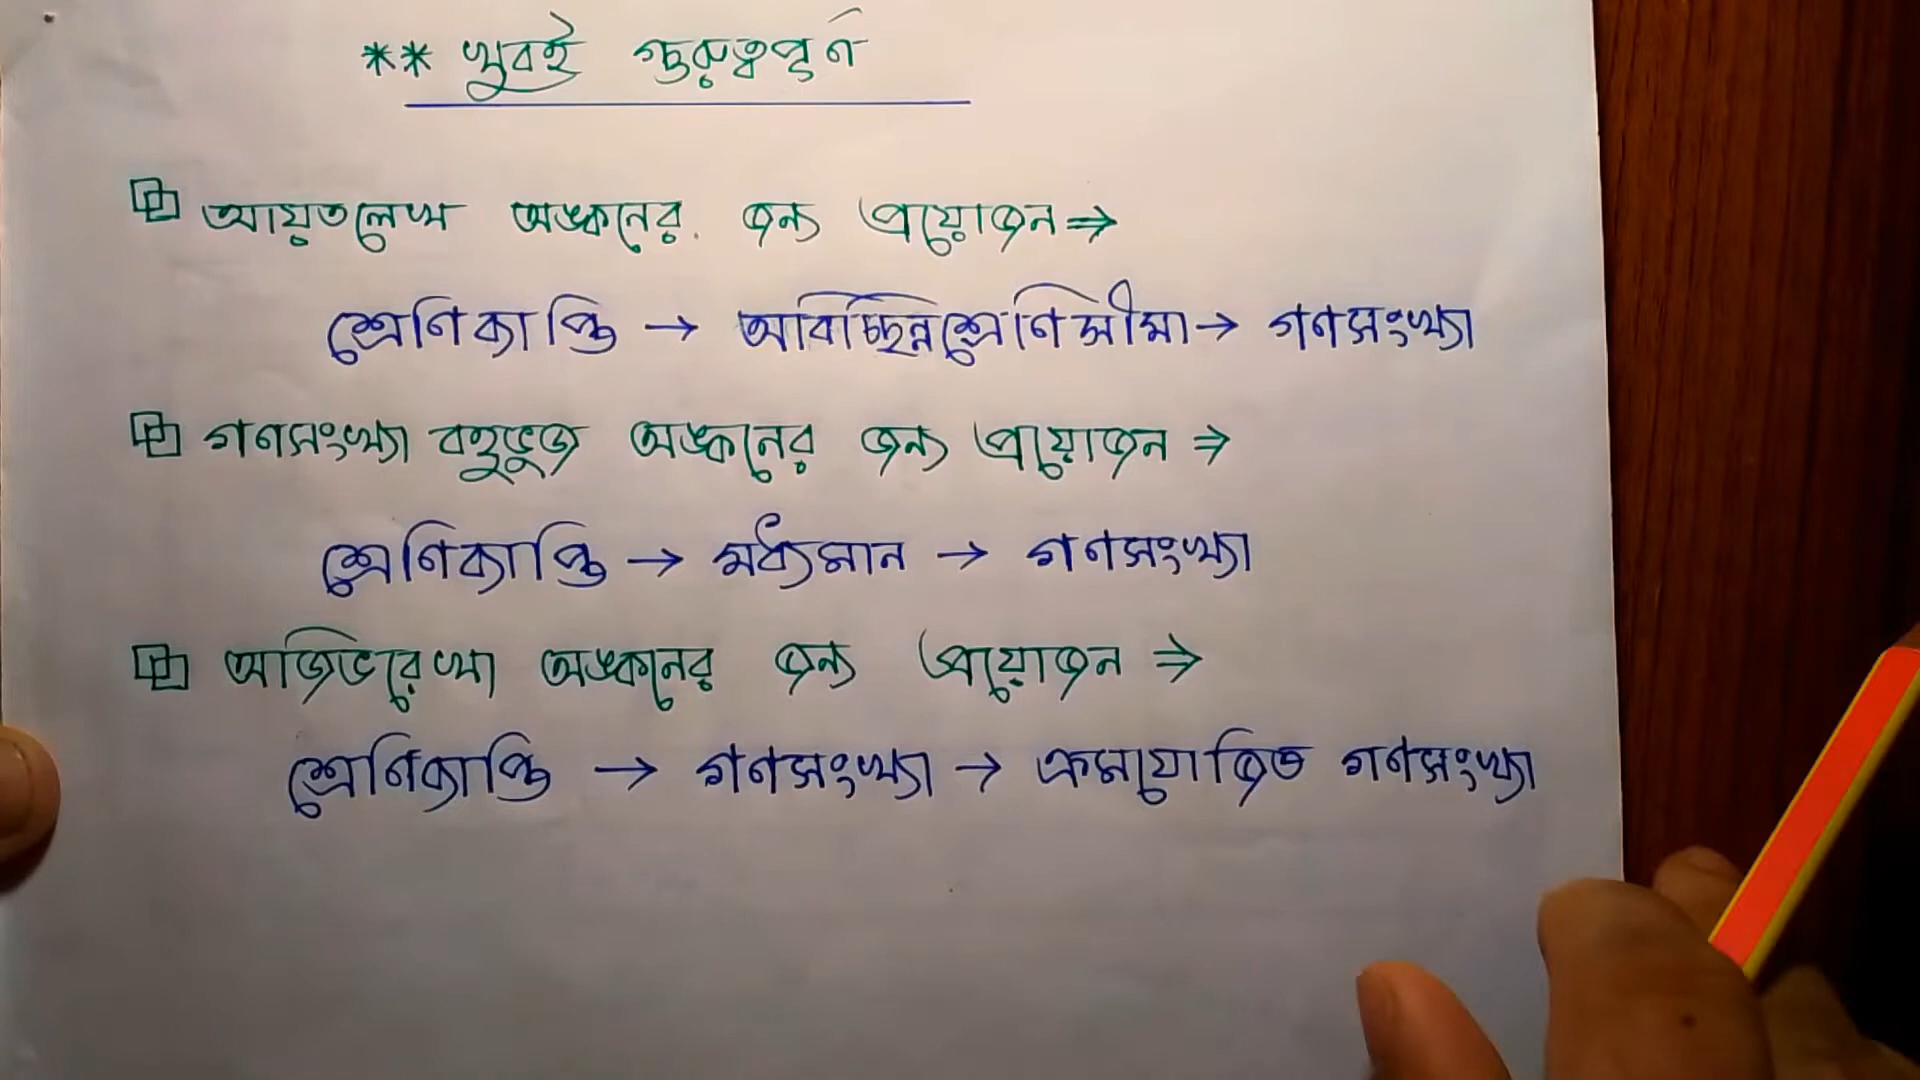 ** খুবই গুরুত্বপূর্ণ
আয়তলেখ অঙ্কনের জন্য প্রয়োজন ⇒
শ্রেণিব্যাপ্তি → অবিচ্ছিন্ন শ্রেণিসীমা → গণসংখ্যা
গণসংখ্যা বহুভুজ অঙ্কনের জন্য প্রয়োজন ⇒
শ্রেণিব্যাপ্তি → মধ্যমান → গণসংখ্যা
অজিভরেখা অঙ্কনের জন্য প্রয়োজন ⇒
শ্রেণিব্যাপ্তি → গণসংখ্যা → ক্রমযোজিত গণসংখ্যা